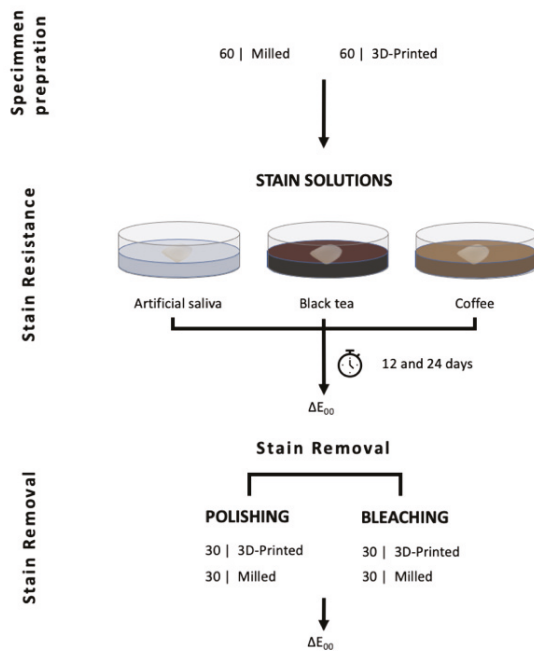 Specimmen
prepration
60 | Milled 60 | 3D-Printed
Stain Resistance
STAIN SOLUTIONS
Artificial saliva Black tea Coffee
12 and 24 days
ΔE₀₀
Stain Removal
Stain Removal
POLISHING BLEACHING
30 | 3D-Printed 30 | 3D-Printed
30 | Milled 30 | Milled
ΔE₀₀